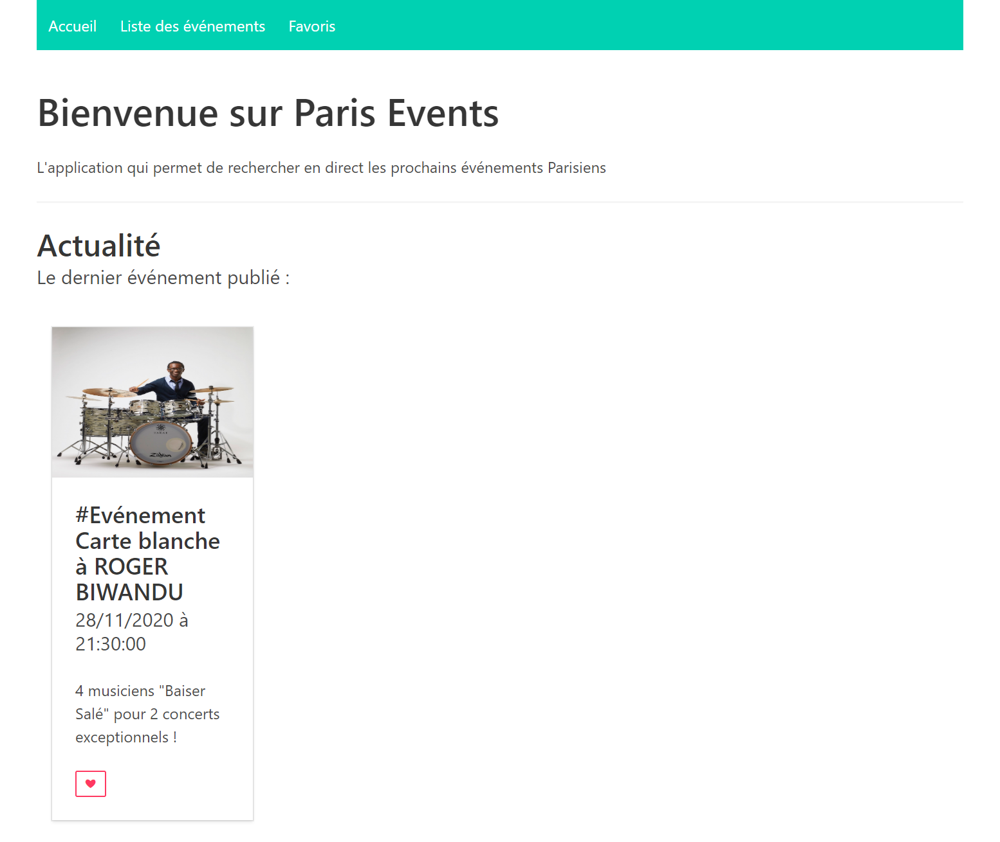 Accueil Liste des événements Favoris
Bienvenue sur Paris Events
L'application qui permet de rechercher en direct les prochains événements Parisiens
Actualité
Le dernier événement publié :
Zildjian
#Evénement
Carte blanche
à ROGER
BIWANDU
28/11/2020 à
21:30:00
4 musiciens "Baiser
Salé" pour 2 concerts
exceptionnels !